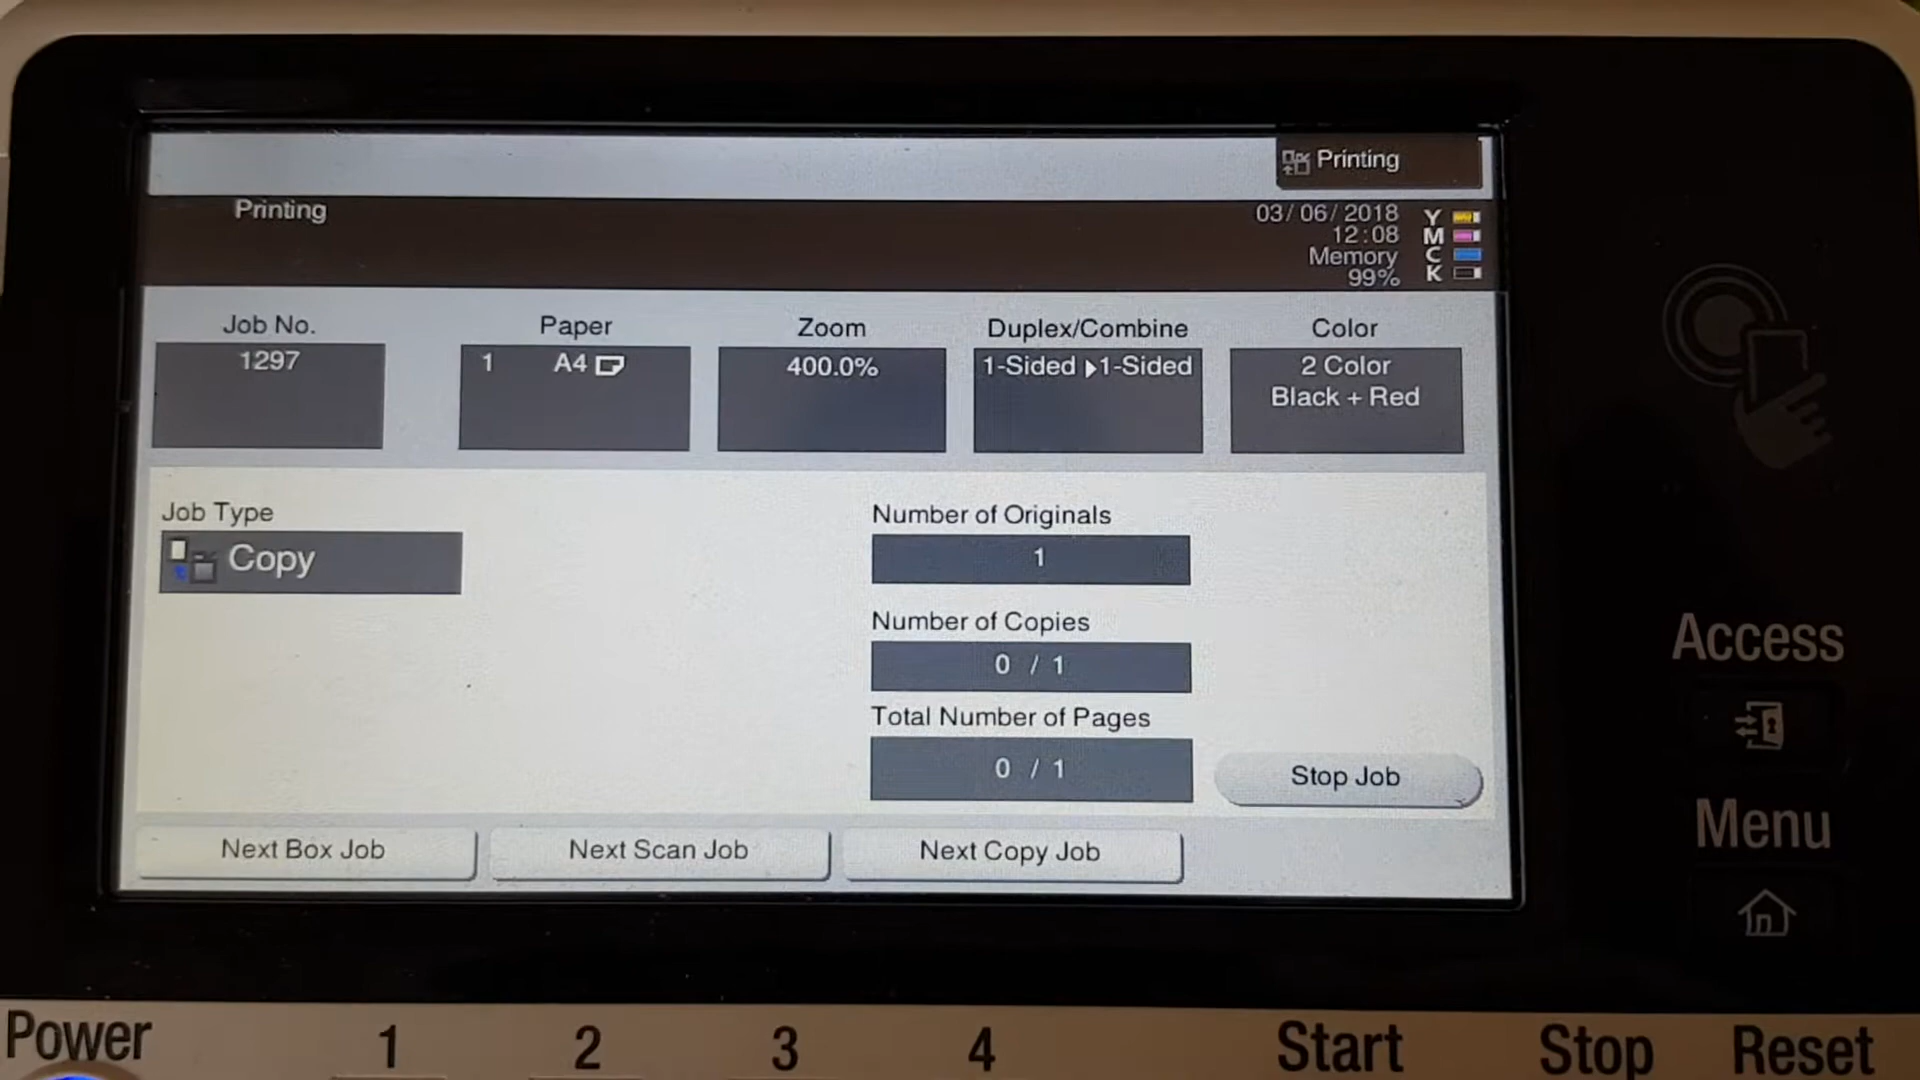 Printing
Printing
03/06/2018
12:08
Memory
99%
Y
M
C
K
Job No.
1297
Paper
1 A4
Zoom
400.0%
Duplex/Combine
1-Sided ▶1-Sided
Color
2 Color
Black + Red
Job Type
Copy
Number of Originals
1
Number of Copies
0 / 1
Total Number of Pages
0 / 1
Stop Job
Next Box Job
Next Scan Job
Next Copy Job
Access
Menu
Power
1
2
3
4
Start
Stop
Reset